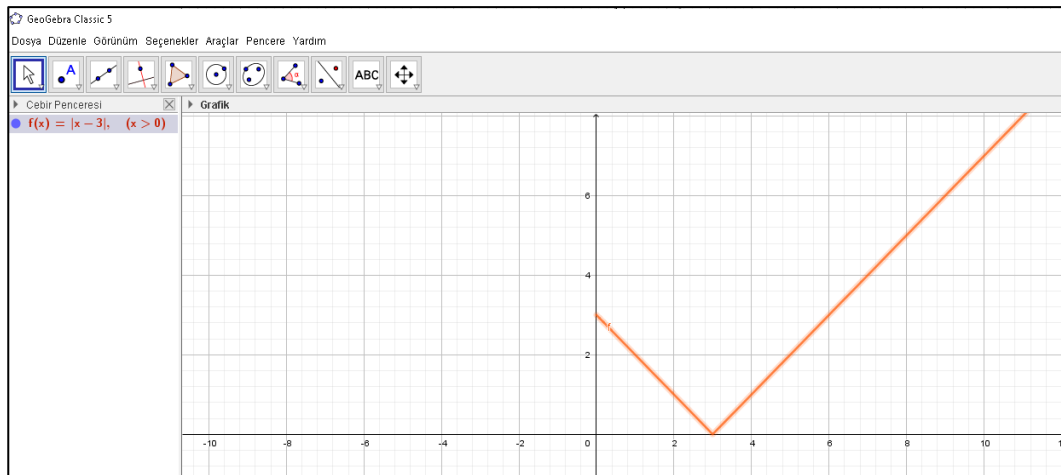 GeoGebra Classic 5
Dosya Düzenle Görünüm Seçenekler Araçlar Pencere Yardım
A α ABC
Cebir Penceresi
Grafik
f(x) = |x − 3|, (x > 0)
6
4
f
2
-10 -8 -6 -4 -2 0 2 4 6 8 10